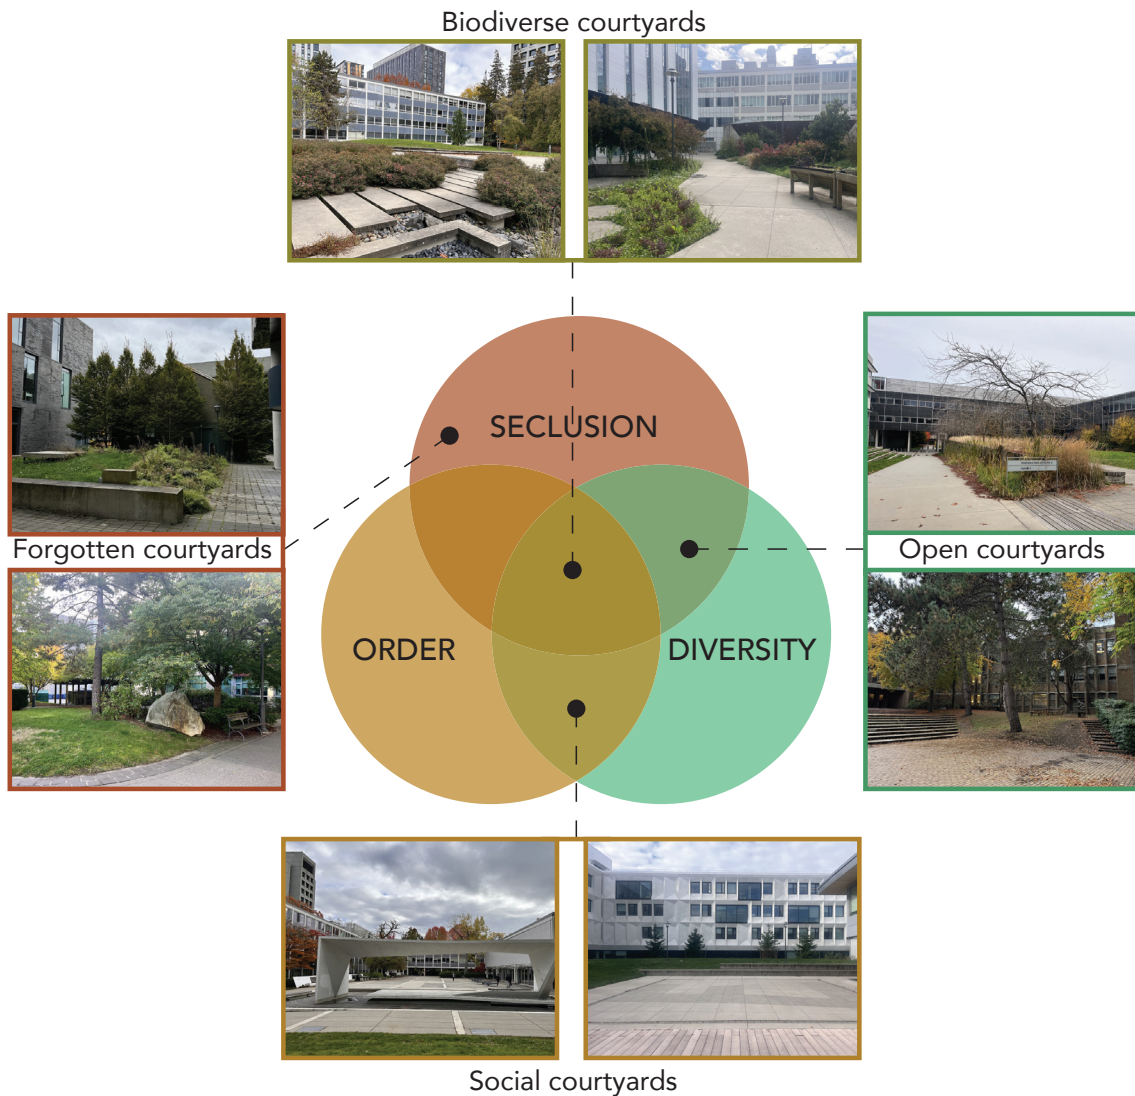 Biodiverse courtyards
SECLUSION
Forgotten courtyards
Open courtyards
ORDER
DIVERSITY
Social courtyards